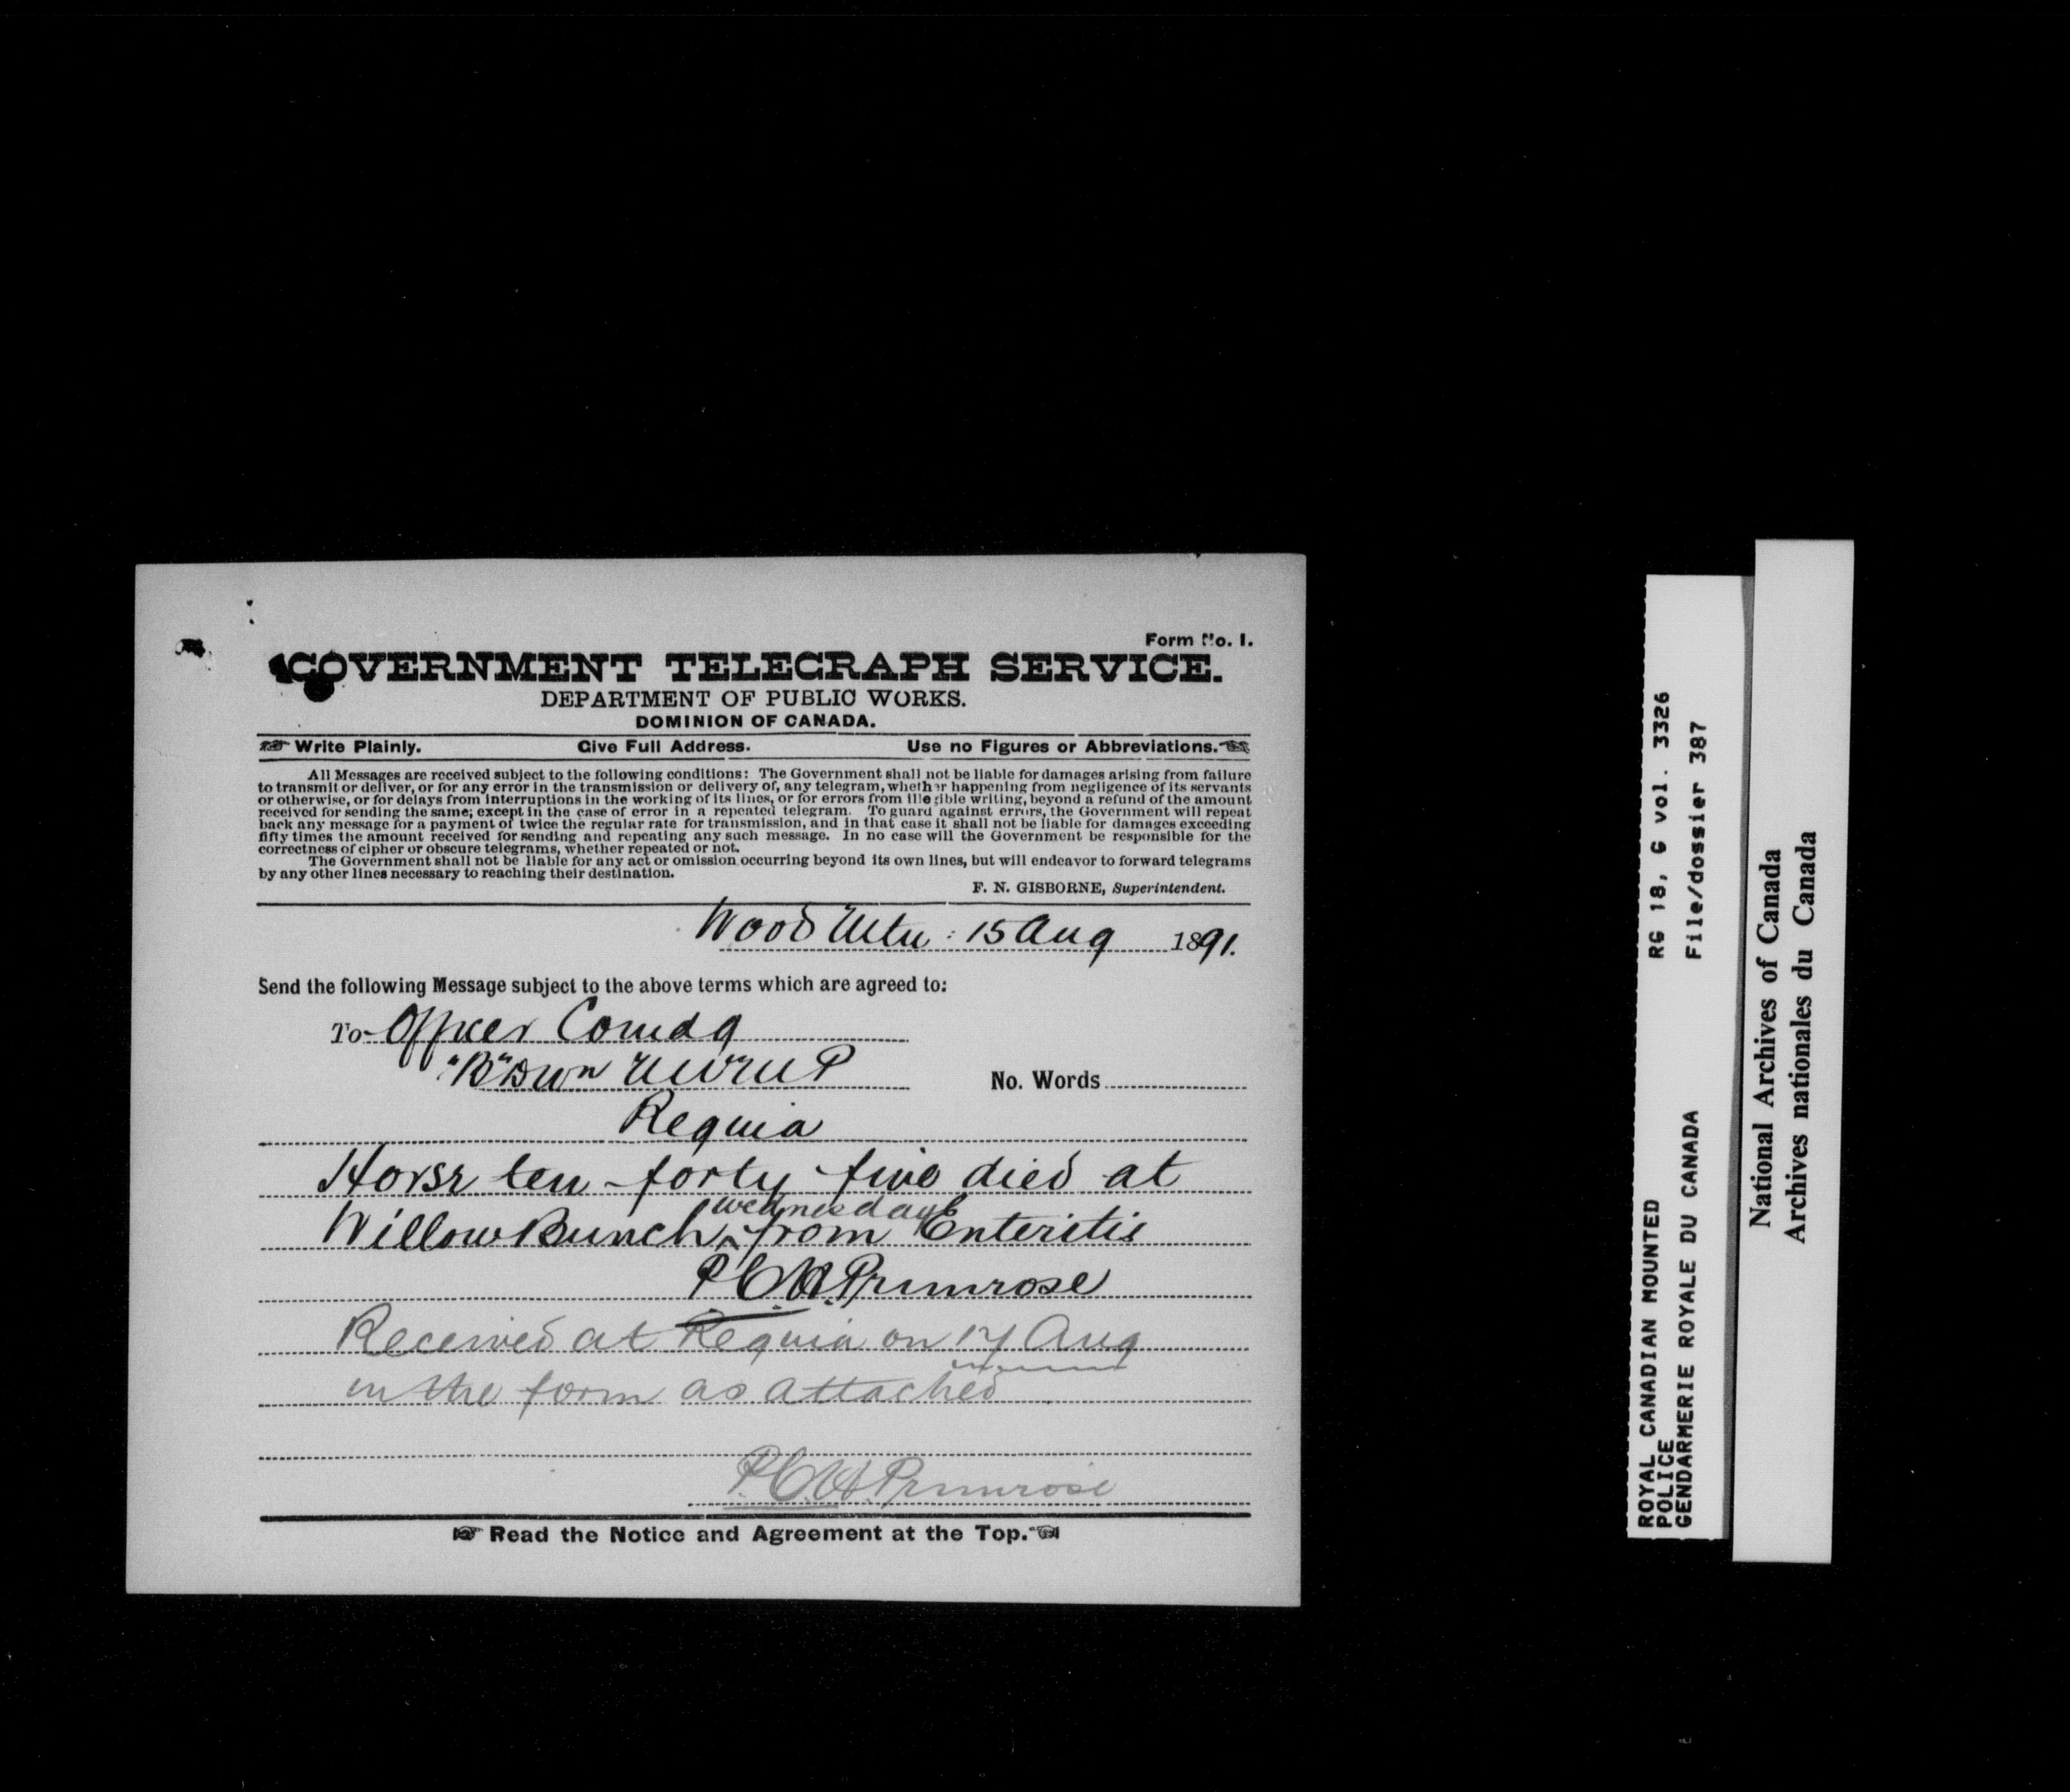 Form No. 1.
GOVERNMENT TELEGRAPH SERVICE.
DEPARTMENT OF PUBLIC WORKS.
DOMINION OF CANADA.
Write Plainly. Give Full Address. Use no Figures or Abbreviations.
All Messages are received subject to the following conditions: The Government shall not be liable for damages arising from failure
to transmit or deliver, or for any error in the transmission or delivery of, any telegram, whether happening from negligence of its servants
or otherwise, or for delays from interruptions in the working of its lines, or for errors from illegible writing, beyond a refund of the amount
received for sending the same; except in the case of error in a repeated telegram. To guard against errors, the Government will repeat
back any message for a payment of twice the regular rate for transmission, and in that case it shall not be liable for damages exceeding
fifty times the amount received for sending and repeating any such message. In no case will the Government be responsible for the
correctness of cipher or obscure telegrams, whether repeated or not.
The Government shall not be liable for any act or omission occurring beyond its own lines, but will endeavor to forward telegrams
by any other lines necessary to reaching their destination.
F. N. GISBORNE, Superintendent.
Wood Mtn: 15 Aug 1891.
Send the following Message subject to the above terms which are agreed to:
To Officer Comdg
"B" Divn NWMP
No. Words
Regina
Horse ten-forty five died at
Willow Bunch wednesday from Enteritis
P.C.H. Primrose
Received at Regina on 17 Aug
in the form as attached
P.C.H. Primrose
Read the Notice and Agreement at the Top.
ROYAL CANADIAN MOUNTED RG 18, G vol. 3326
POLICE
GENDARMERIE ROYALE DU CANADA File/dossier 387
National Archives of Canada
Archives nationales du Canada